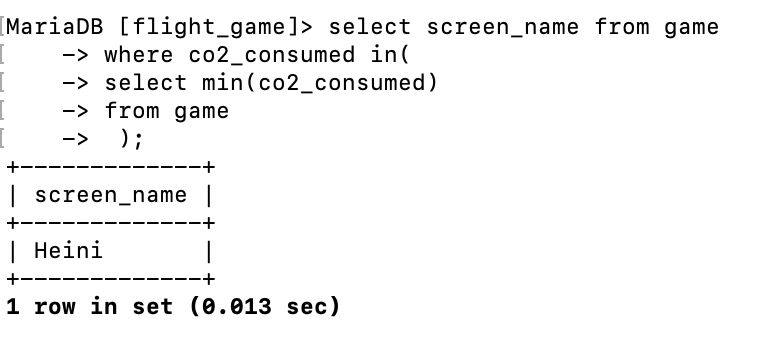 MariaDB [flight_game]> select screen_name from game
    -> where co2_consumed in(
    -> select min(co2_consumed)
    -> from game
    ->  );
+-------------+
| screen_name |
+-------------+
| Heini       |
+-------------+
1 row in set (0.013 sec)